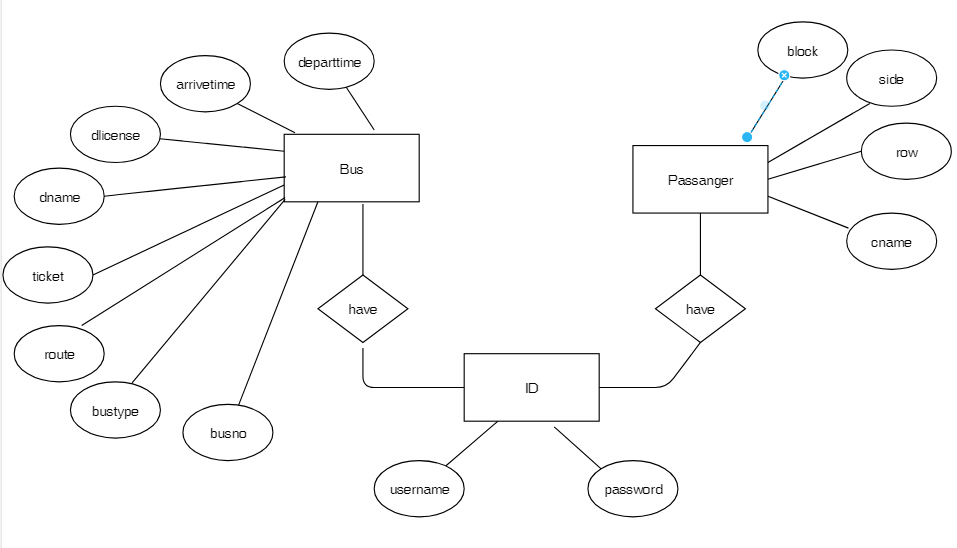 departtime
arrivetime
dlicense
dname
ticket
route
bustype
busno
Bus
block
side
row
cname
Passanger
have
have
ID
username
password